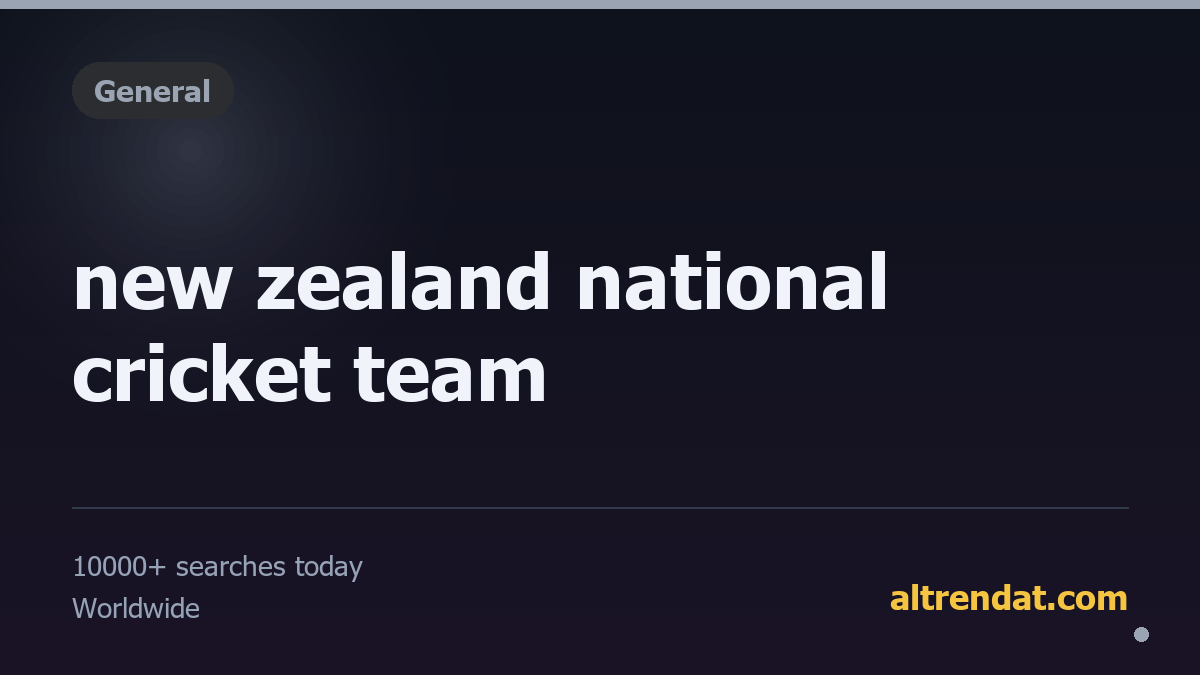 General
new zealand national
cricket team
10000+ searches today
Worldwide
altrendat.com